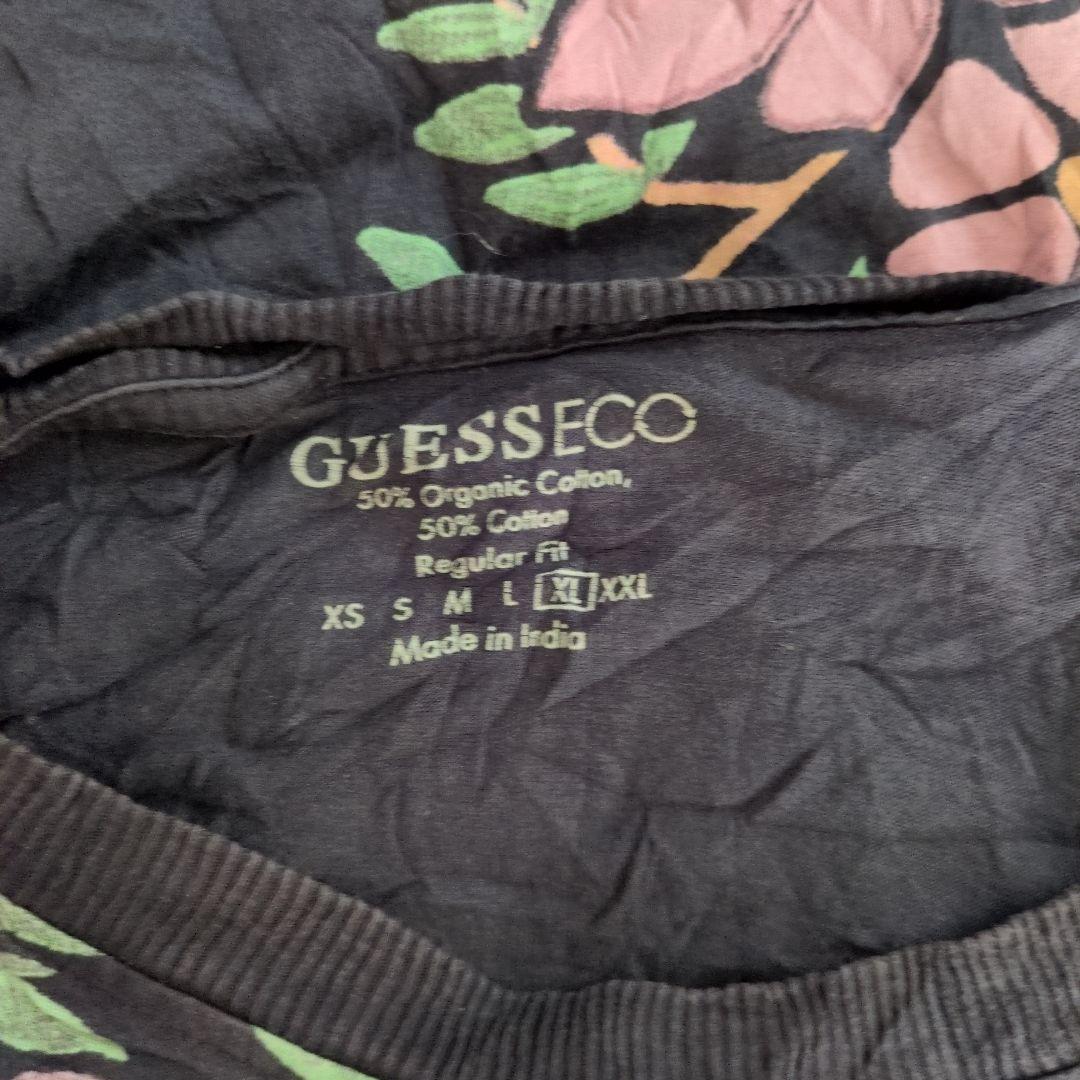 GUESSECO
50% Organic Cotton,
50% Cotton
Regular Fit
XS S M L XL XXL
Made in India